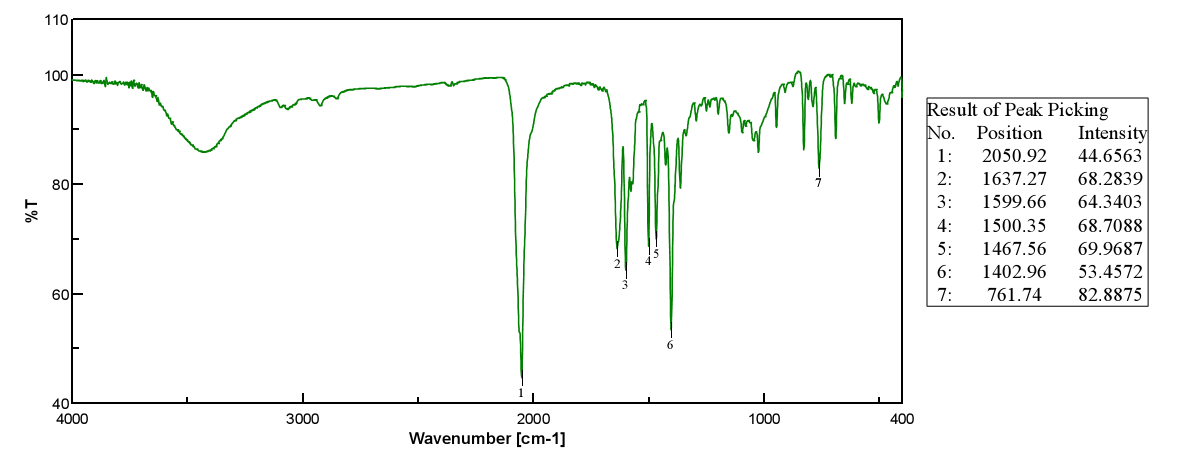 110
100
80
60
40
%T
4000
3000
2000
1000
400
Wavenumber [cm-1]
1
2
3
4
5
6
7
Result of Peak Picking
No. Position Intensity
1: 2050.92 44.6563
2: 1637.27 68.2839
3: 1599.66 64.3403
4: 1500.35 68.7088
5: 1467.56 69.9687
6: 1402.96 53.4572
7: 761.74 82.8875